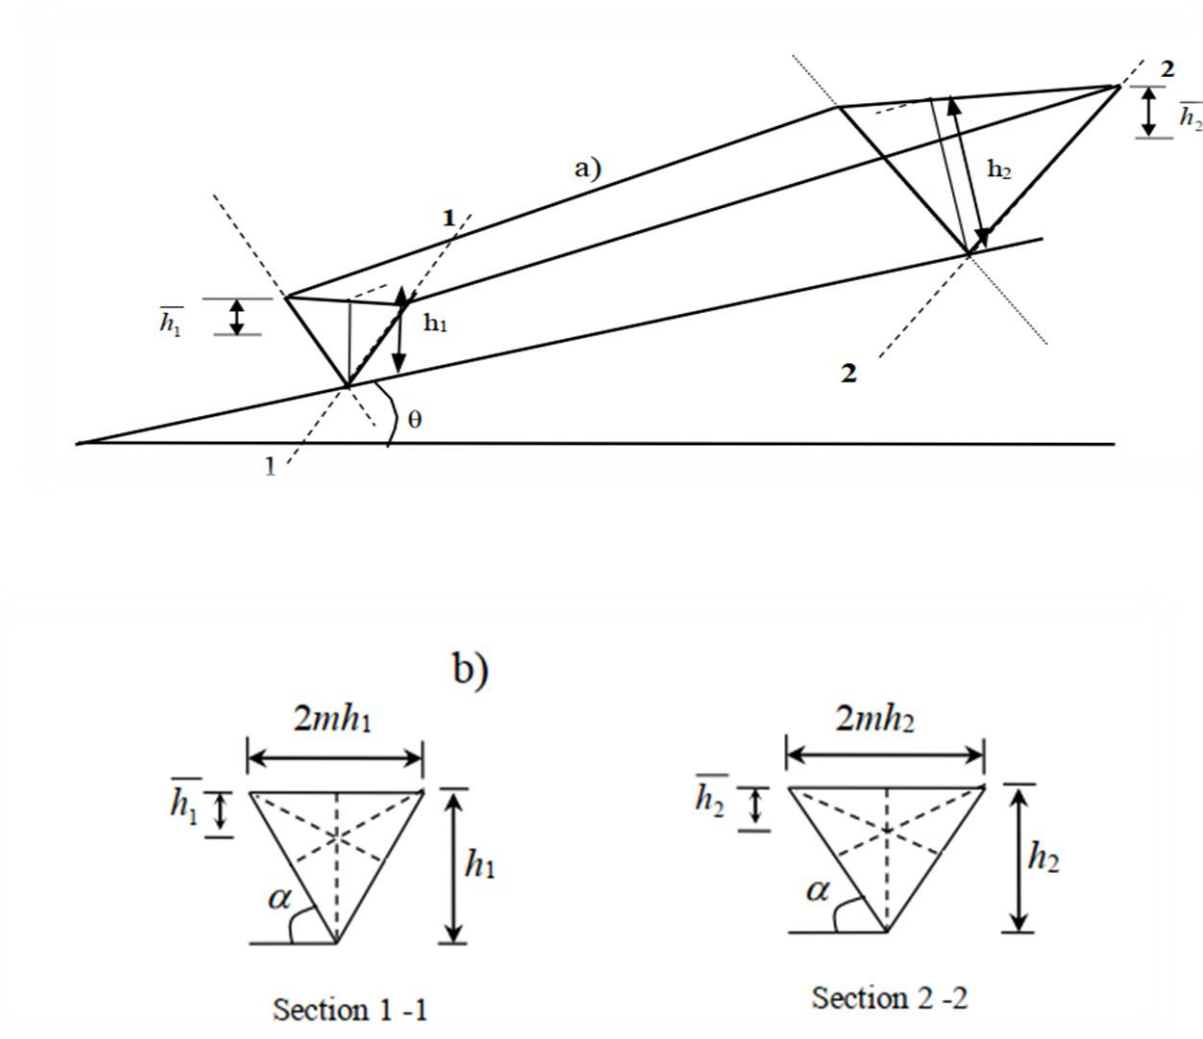 2
h̅₂
a)
h₂
1
h̅₁
h₁
2
θ
1
b)
2mh₁
2mh₂
h̅₁
h̅₂
h₁
h₂
α
α
Section 1 -1
Section 2 -2